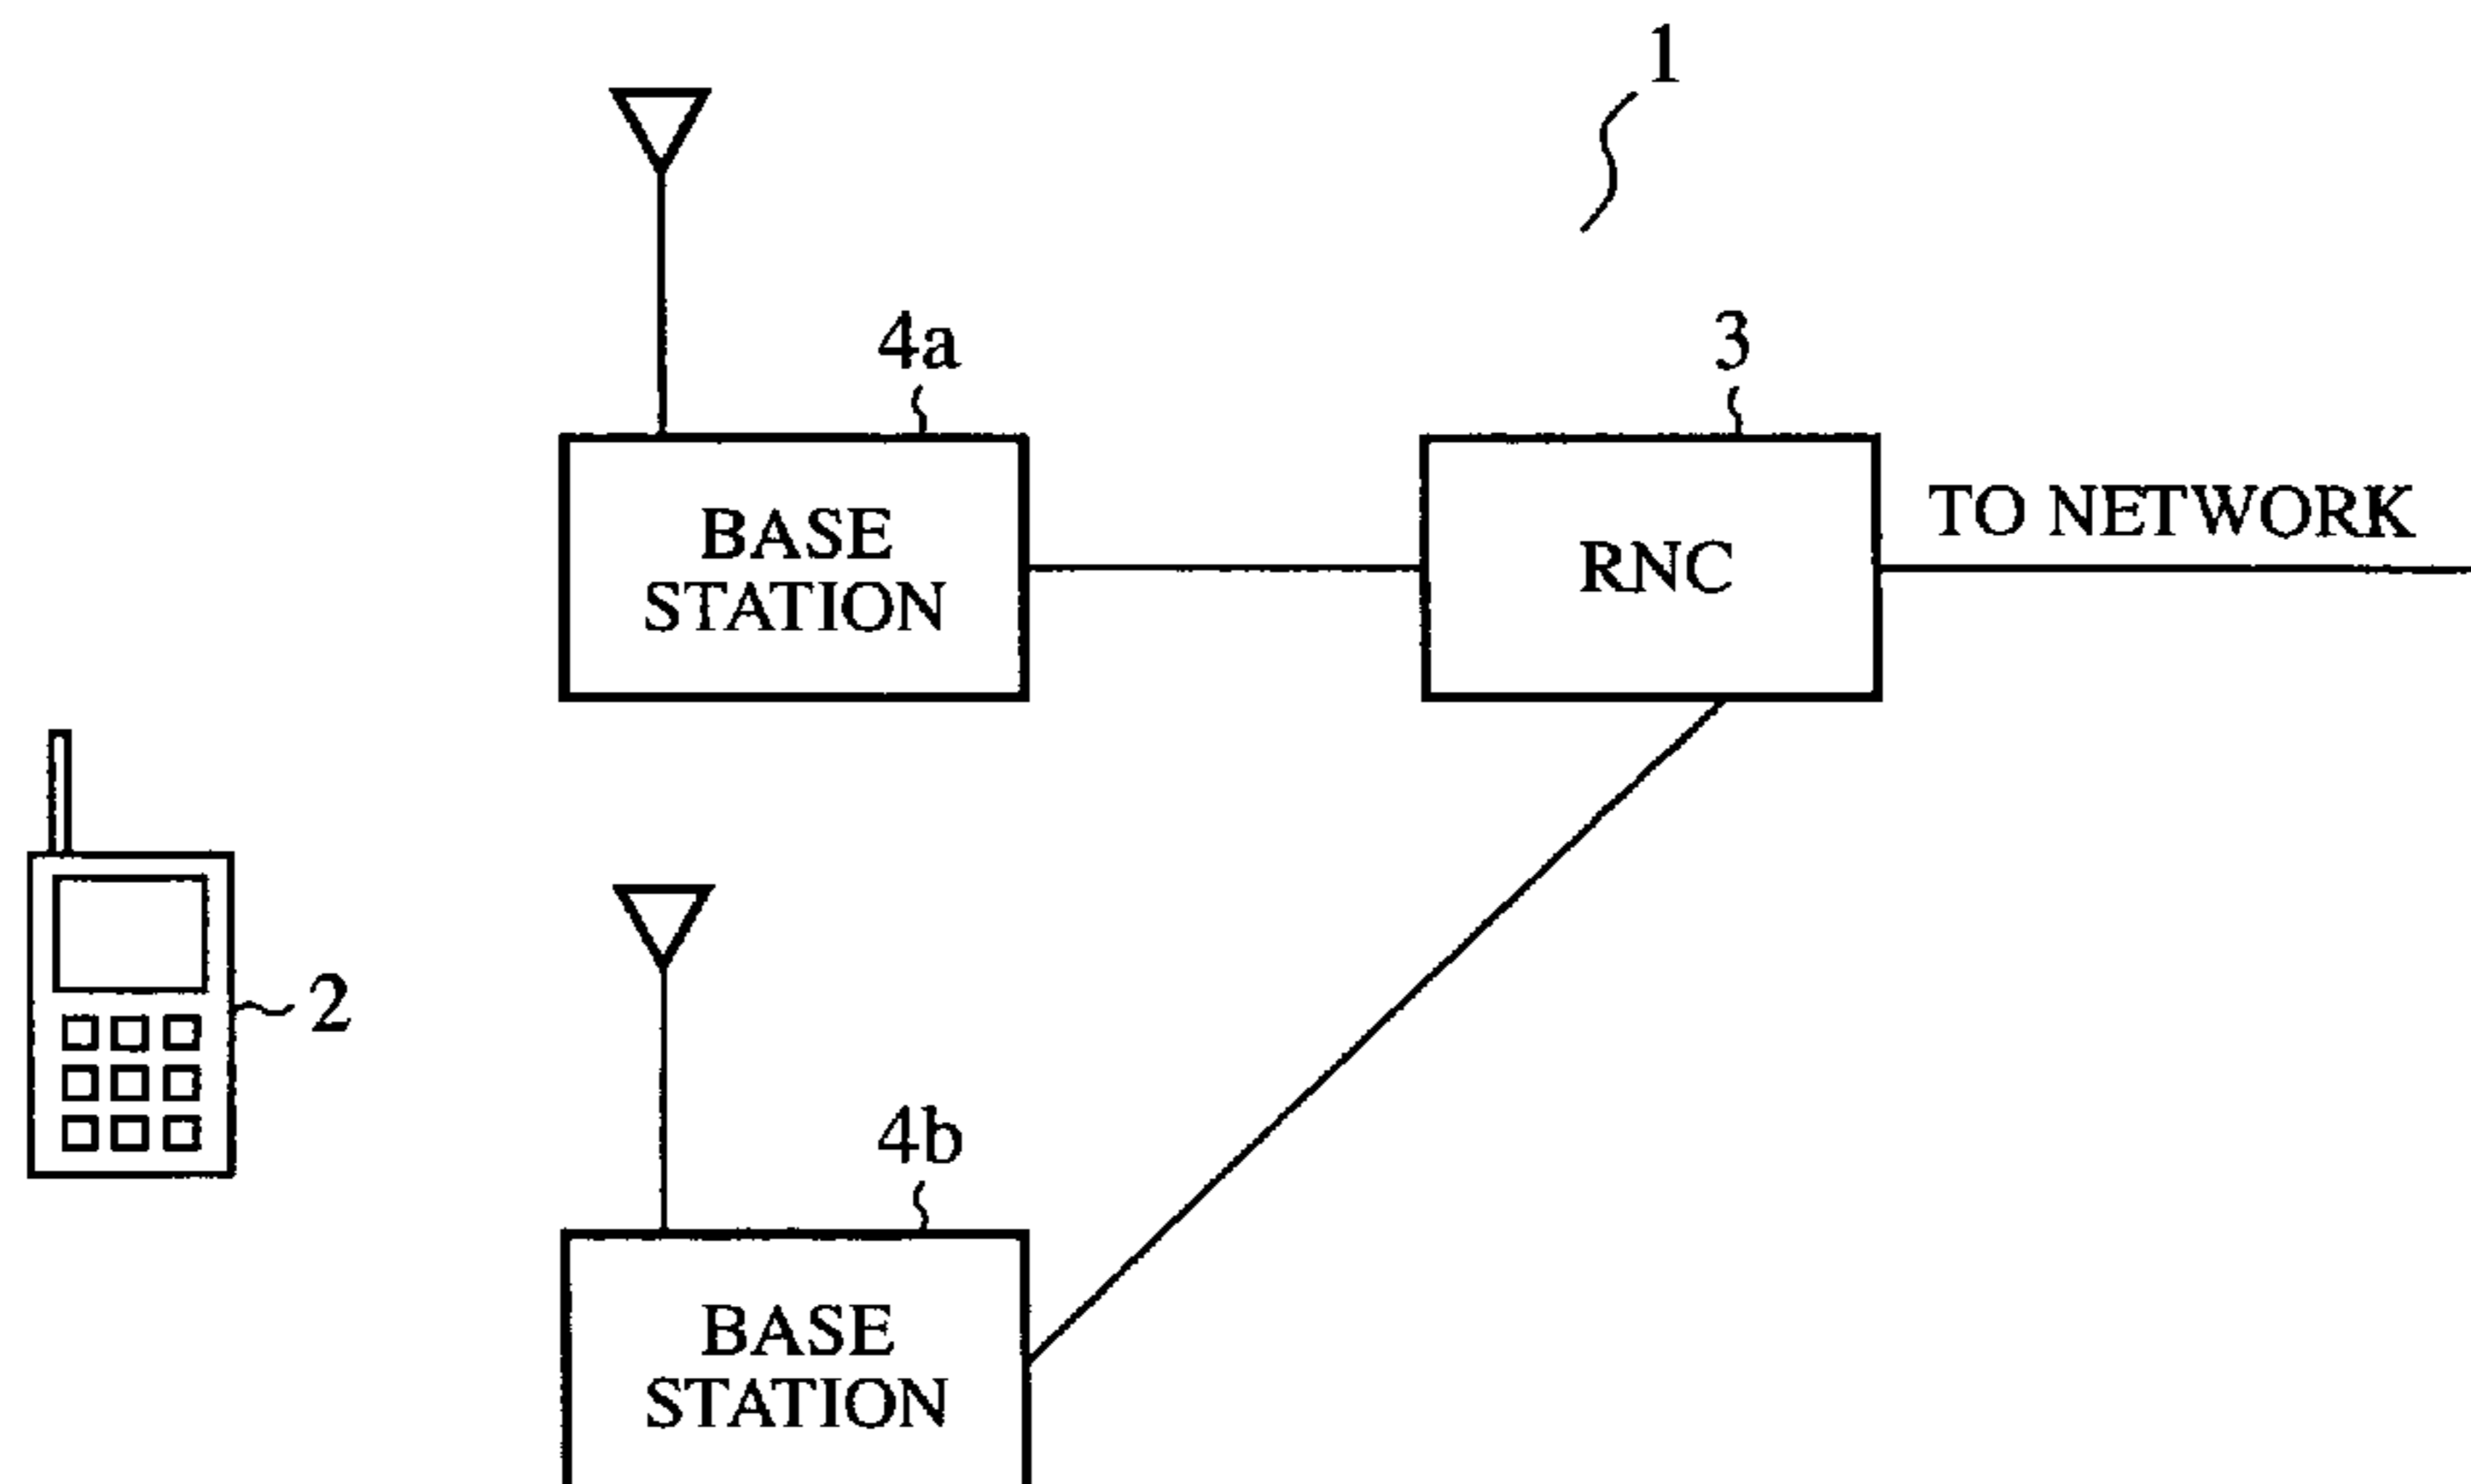 1
4a
3
BASE
STATION
RNC
TO NETWORK
2
4b
BASE
STATION